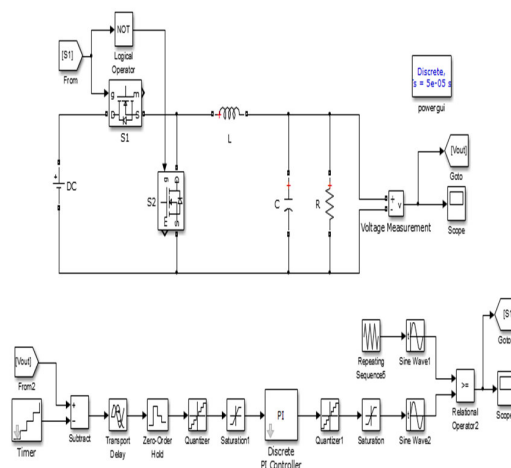 [S1]
From
NOT
Logical
Operator
g
m
D
S
S1
DC
S2
g
D
m
S
L
C
R
Discrete,
s = 5e-05 s
powergui
[Vout]
Goto
+
-
v
Voltage Measurement
Scope
[Vout]
From2
Timer
+
-
Subtract
Transport
Delay
Zero-Order
Hold
Quantizer
Saturation1
PI
Discrete
PI Controller
Quantizer1
Saturation
Sine Wave2
Repeating
Sequence5
Sine Wave1
>=
Relational
Operator2
[S1
Goto
Scope